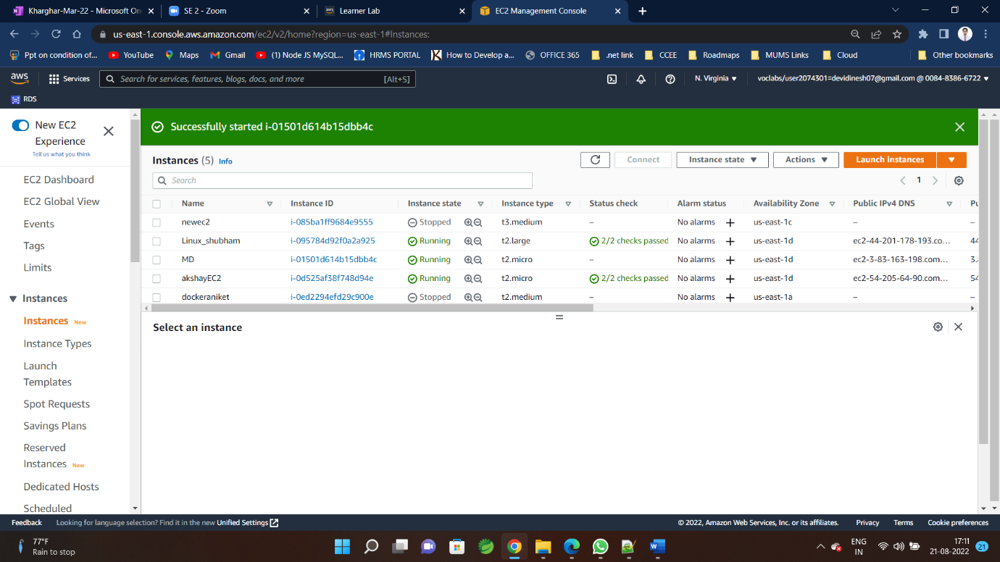 Kharghar-Mar-22 - Microsoft On
SE 2 - Zoom
Learner Lab
EC2 Management Console
us-east-1.console.aws.amazon.com/ec2/v2/home?region=us-east-1#Instances:
Ppt on condition of...
YouTube
Maps
Gmail
(1) Node JS MySQL...
HRMS PORTAL
How to Develop a...
OFFICE 365
.net link
CCEE
Roadmaps
MUMS Links
Cloud
Other bookmarks
aws
Services
Search for services, features, blogs, docs, and more
[Alt+S]
N. Virginia
voclabs/user2074301=devidinesh07@gmail.com @ 0084-8386-6722
RDS
New EC2
Experience
Tell us what you think
EC2 Dashboard
EC2 Global View
Events
Tags
Limits
Instances
Instances New
Instance Types
Launch
Templates
Spot Requests
Savings Plans
Reserved
Instances New
Dedicated Hosts
Scheduled
Successfully started i-01501d614b15dbb4c
Instances (5) Info
Connect
Instance state
Actions
Launch instances
Search
1
Name Instance ID Instance state Instance type Status check Alarm status Availability Zone Public IPv4 DNS Pu
newec2 i-085ba1ff9684e9555 Stopped t3.medium – No alarms + us-east-1c – –
Linux_shubham i-095784d92f0a2a925 Running t2.large 2/2 checks passed No alarms + us-east-1d ec2-44-201-178-193.co... 44
MD i-01501d614b15dbb4c Running t2.micro – No alarms + us-east-1d ec2-3-83-163-198.com... 3.
akshayEC2 i-0d525af38f748d94e Running t2.micro 2/2 checks passed No alarms + us-east-1d ec2-54-205-64-90.com... 54
dockeraniket i-0ed2294efd29c900e Stopped t2.medium – No alarms + us-east-1a – –
Select an instance
Feedback
Looking for language selection? Find it in the new Unified Settings
© 2022, Amazon Web Services, Inc. or its affiliates.
Privacy
Terms
Cookie preferences
77°F
Rain to stop
ENG
IN
17:11
21-08-2022
21